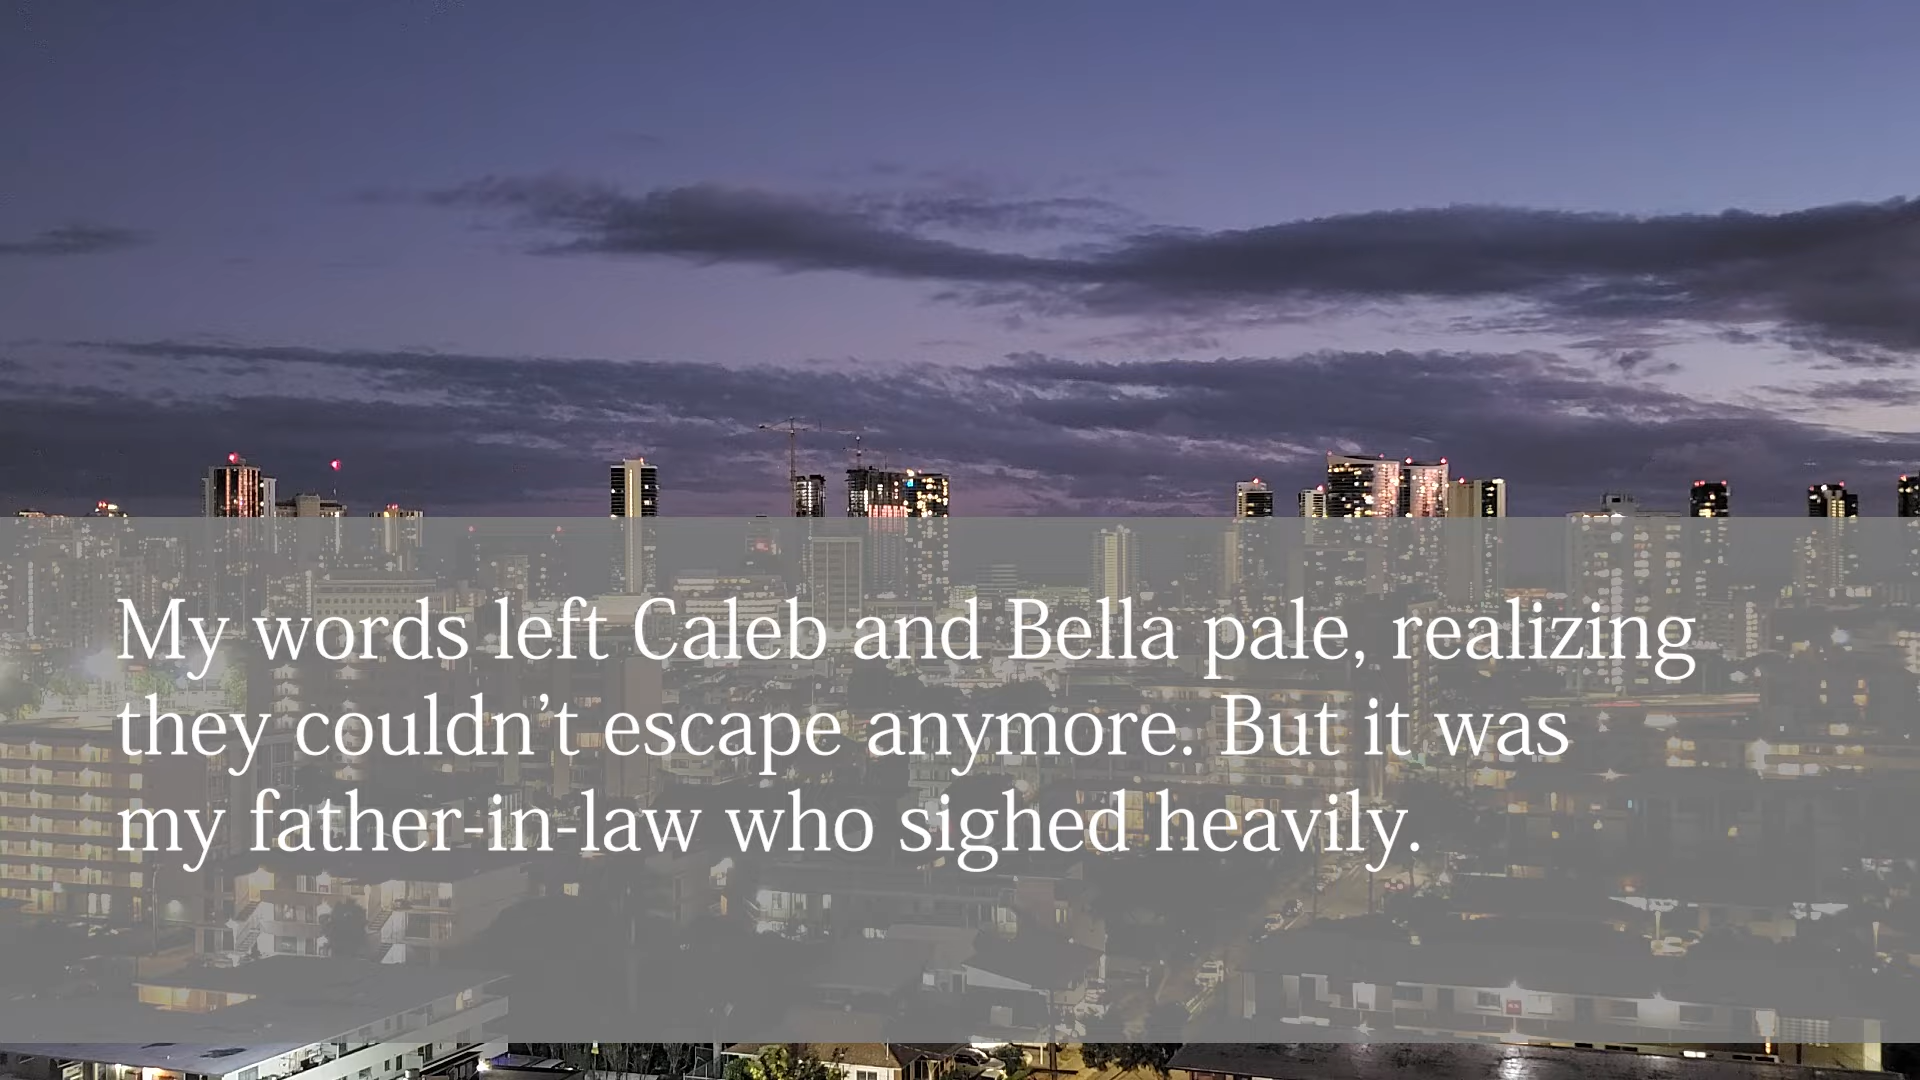 My words left Caleb and Bella pale, realizing
they couldn’t escape anymore. But it was
my father-in-law who sighed heavily.